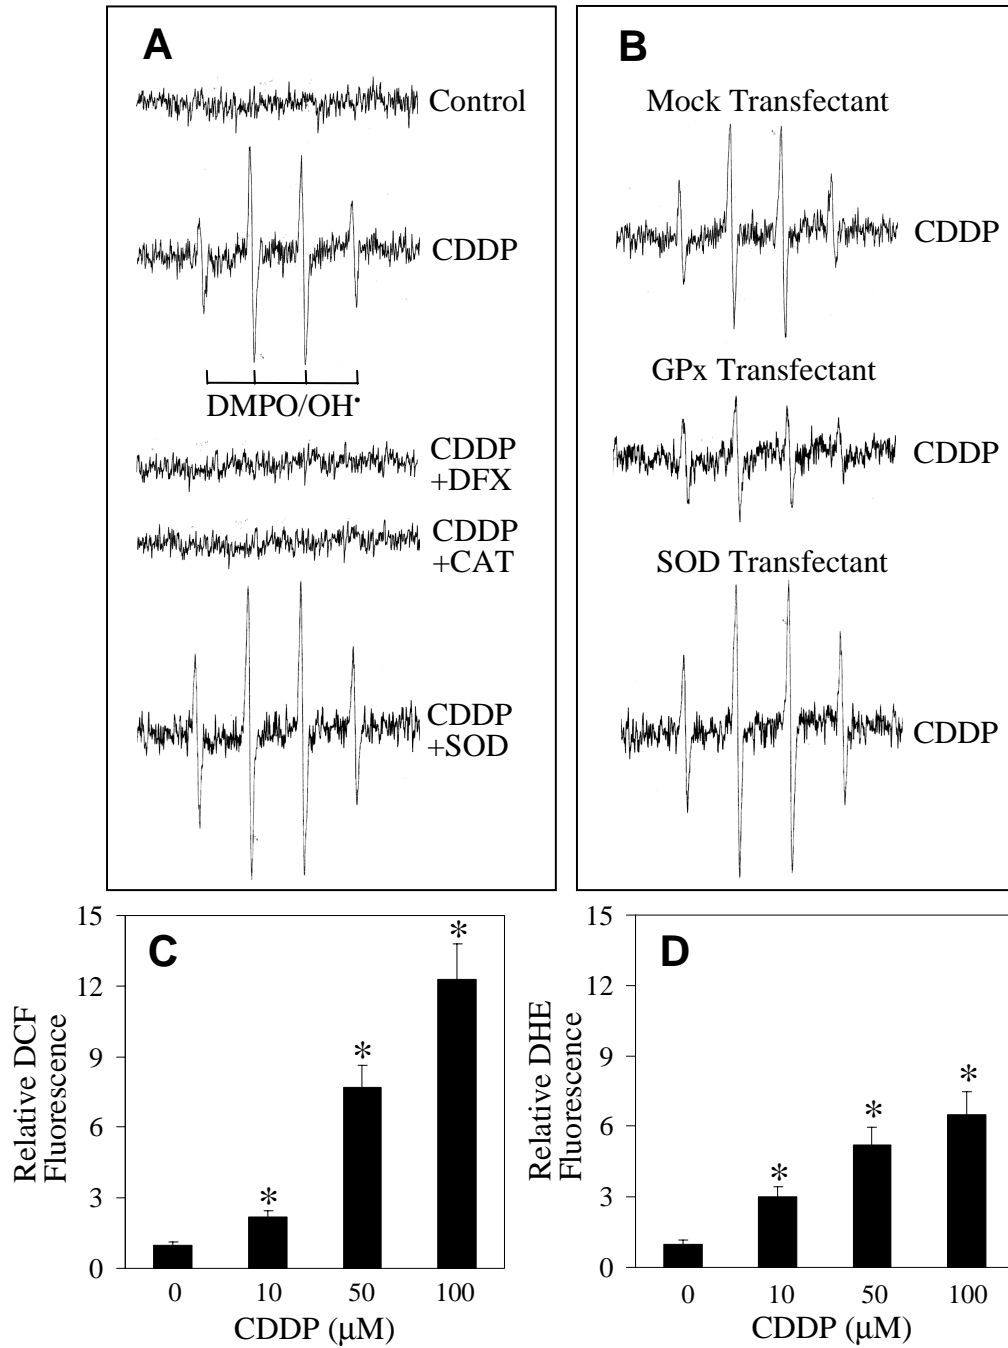 A
Control
CDDP
DMPO/OH•
CDDP
+DFX
CDDP
+CAT
CDDP
+SOD
B
Mock Transfectant
CDDP
GPx Transfectant
CDDP
SOD Transfectant
CDDP
C
Relative DCF
Fluorescence
15
12
9
6
3
0
*
*
*
0 10 50 100
CDDP (μM)
D
Relative DHE
Fluorescence
15
12
9
6
3
0
*
*
*
0 10 50 100
CDDP (μM)